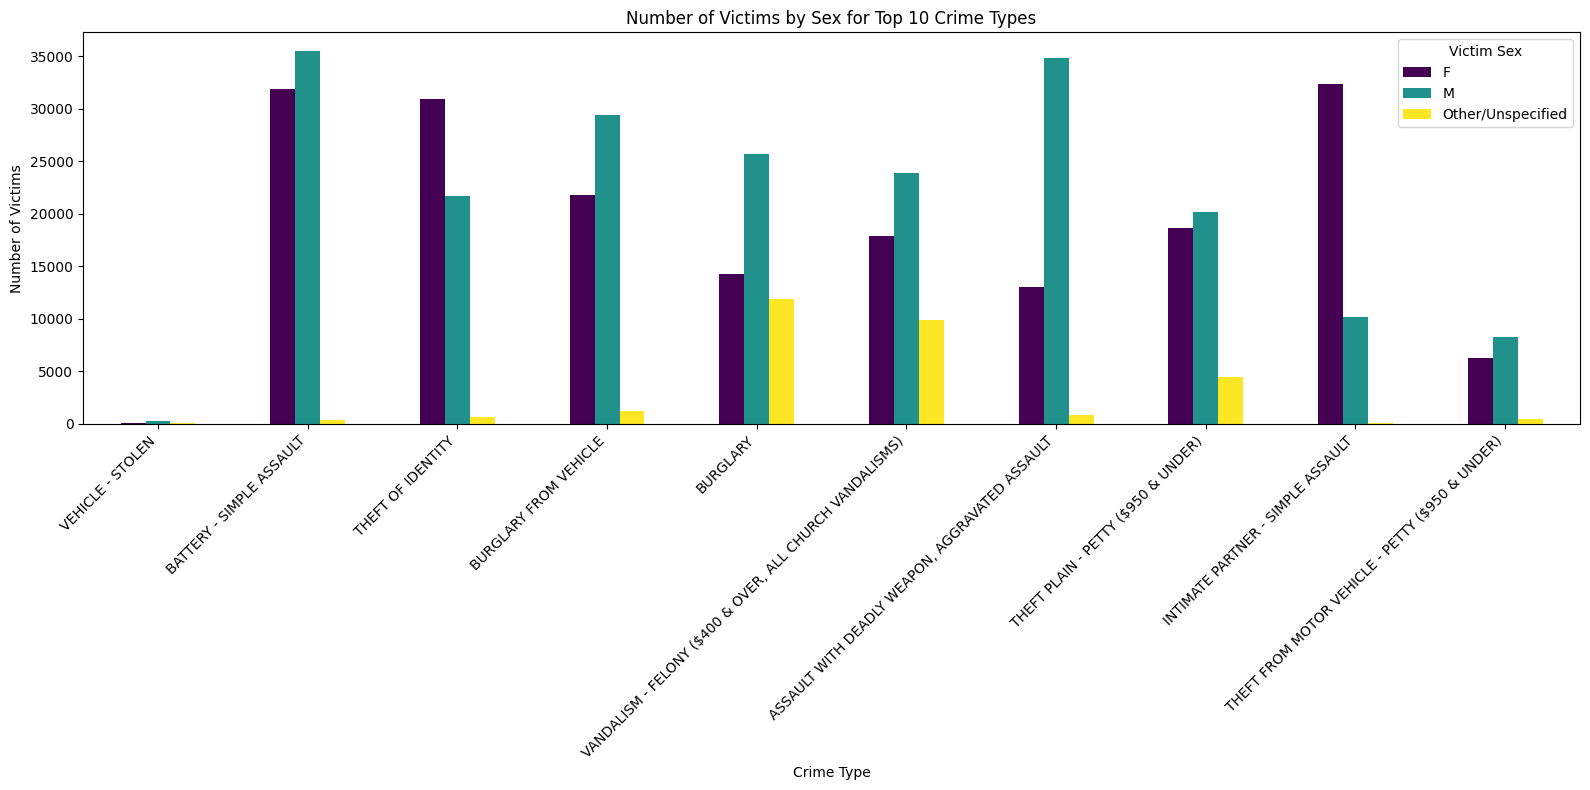 Number of Victims by Sex for Top 10 Crime Types
Number of Victims
35000
30000
25000
20000
15000
10000
5000
0
Victim Sex
F
M
Other/Unspecified
VEHICLE - STOLEN
BATTERY - SIMPLE ASSAULT
THEFT OF IDENTITY
BURGLARY FROM VEHICLE
BURGLARY
VANDALISM - FELONY ($400 & OVER, ALL CHURCH VANDALISMS)
ASSAULT WITH DEADLY WEAPON, AGGRAVATED ASSAULT
THEFT PLAIN - PETTY ($950 & UNDER)
INTIMATE PARTNER - SIMPLE ASSAULT
THEFT FROM MOTOR VEHICLE - PETTY ($950 & UNDER)
Crime Type